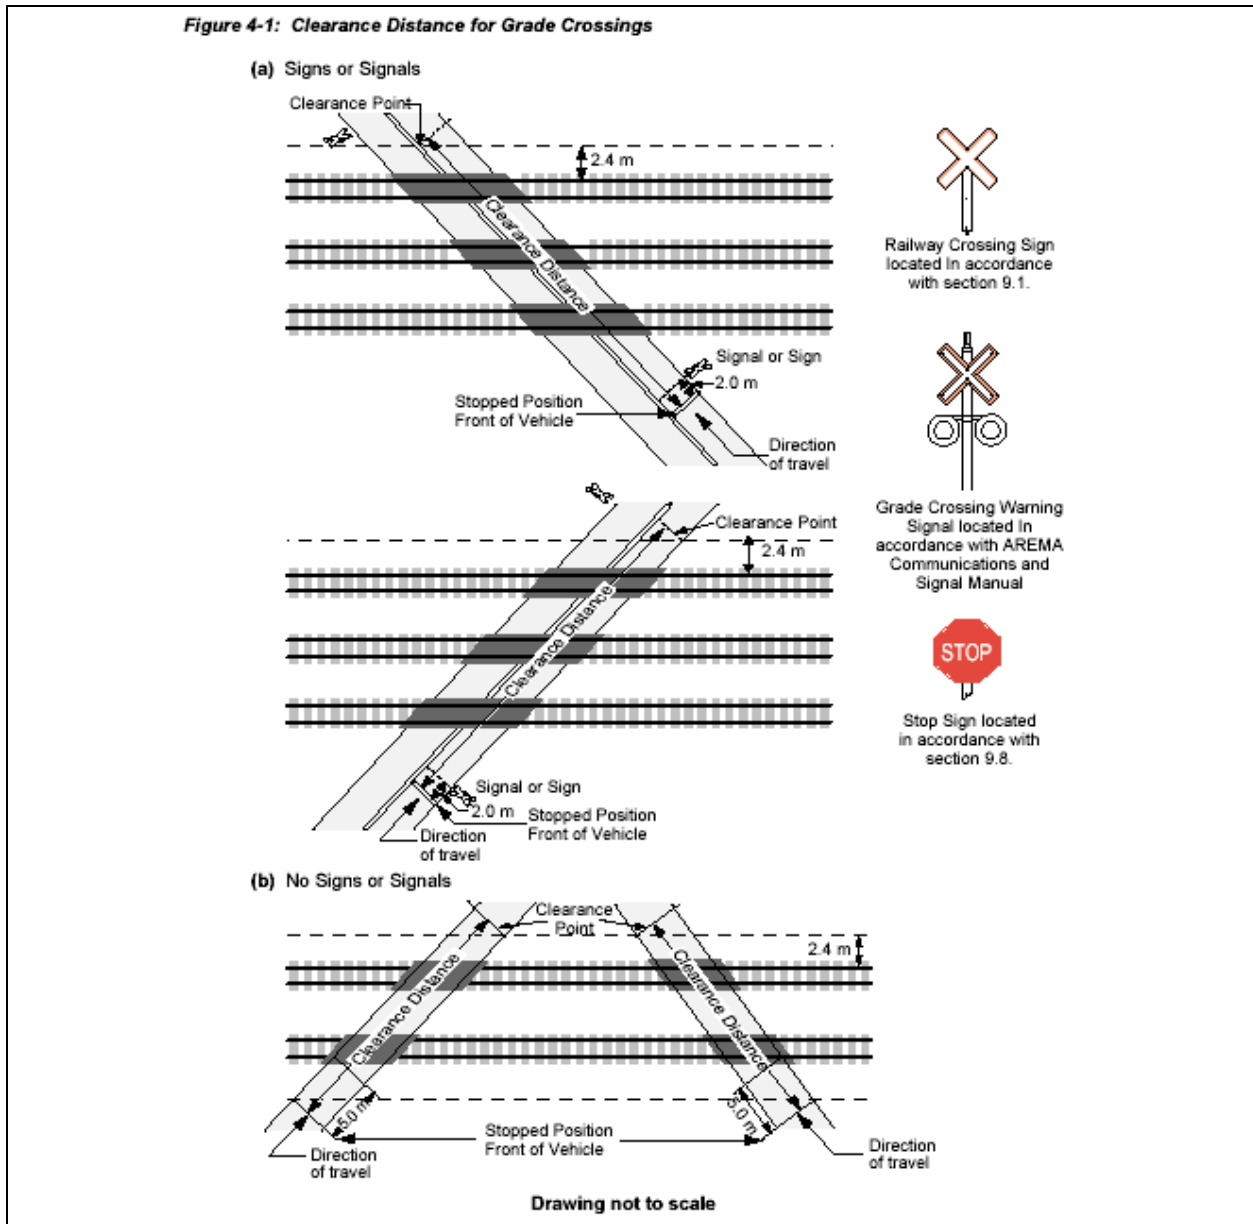 Figure 4-1: Clearance Distance for Grade Crossings
(a) Signs or Signals
Clearance Point
2.4 m
Clearance Distance
Signal or Sign
2.0 m
Stopped Position
Front of Vehicle
Direction
of travel
Railway Crossing Sign
located In accordance
with section 9.1.
Clearance Point
2.4 m
Clearance Distance
Signal or Sign
2.0 m
Stopped Position
Front of Vehicle
Direction
of travel
Grade Crossing Warning
Signal located In
accordance with AREMA
Communications and
Signal Manual
STOP
Stop Sign located
in accordance with
section 9.8.
(b) No Signs or Signals
Clearance
Point
2.4 m
Clearance Distance
Clearance Distance
5.0 m
5.0 m
Stopped Position
Front of Vehicle
Direction
of travel
Direction
of travel
Drawing not to scale